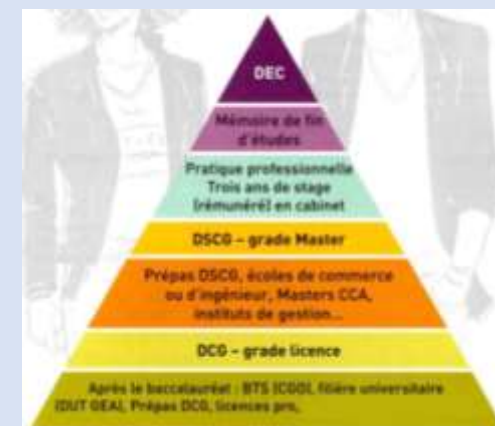 DEC
Mémoire de fin
d'études
Pratique professionnelle
Trois ans de stage
(rémunéré) en cabinet
DSCG – grade Master
Prépas DSCG, écoles de commerce
ou d'ingénieur, Masters CCA,
instituts de gestion...
DCG – grade licence
Après le baccalauréat : BTS (CGO), filière universitaire
(DUT GEA), Prépas DCG, licences pro,